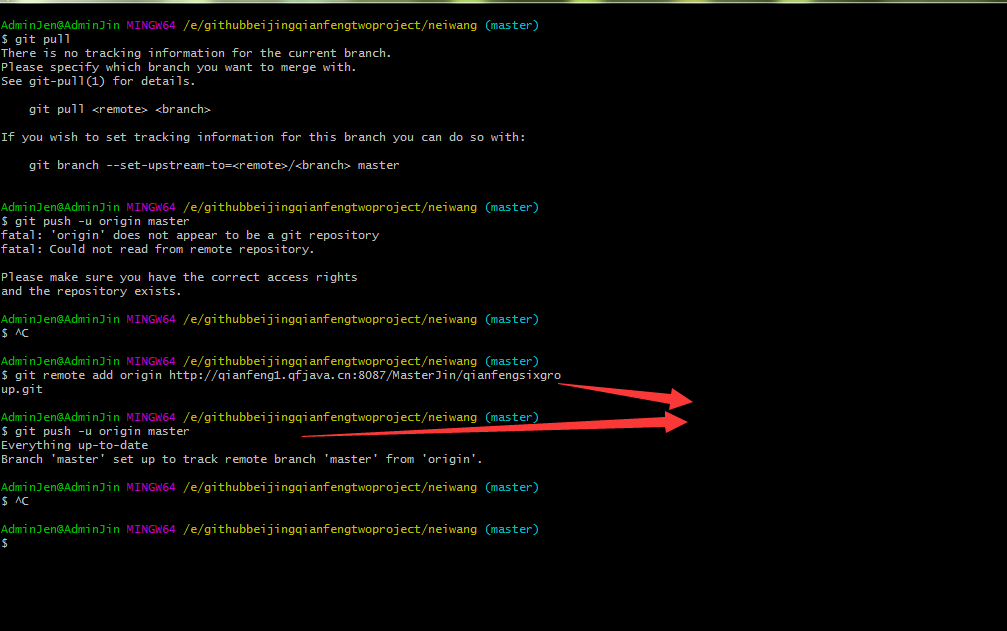 AdminJen@AdminJin MINGW64 /e/githubbeijingqianfengtwoproject/neiwang (master)
$ git pull
There is no tracking information for the current branch.
Please specify which branch you want to merge with.
See git-pull(1) for details.
git pull <remote> <branch>
If you wish to set tracking information for this branch you can do so with:
git branch --set-upstream-to=<remote>/<branch> master
AdminJen@AdminJin MINGW64 /e/githubbeijingqianfengtwoproject/neiwang (master)
$ git push -u origin master
fatal: 'origin' does not appear to be a git repository
fatal: Could not read from remote repository.
Please make sure you have the correct access rights
and the repository exists.
AdminJen@AdminJin MINGW64 /e/githubbeijingqianfengtwoproject/neiwang (master)
$ ^C
AdminJen@AdminJin MINGW64 /e/githubbeijingqianfengtwoproject/neiwang (master)
$ git remote add origin http://qianfeng1.qfjava.cn:8087/MasterJin/qianfengsixgro
up.git
AdminJen@AdminJin MINGW64 /e/githubbeijingqianfengtwoproject/neiwang (master)
$ git push -u origin master
Everything up-to-date
Branch 'master' set up to track remote branch 'master' from 'origin'.
AdminJen@AdminJin MINGW64 /e/githubbeijingqianfengtwoproject/neiwang (master)
$ ^C
AdminJen@AdminJin MINGW64 /e/githubbeijingqianfengtwoproject/neiwang (master)
$